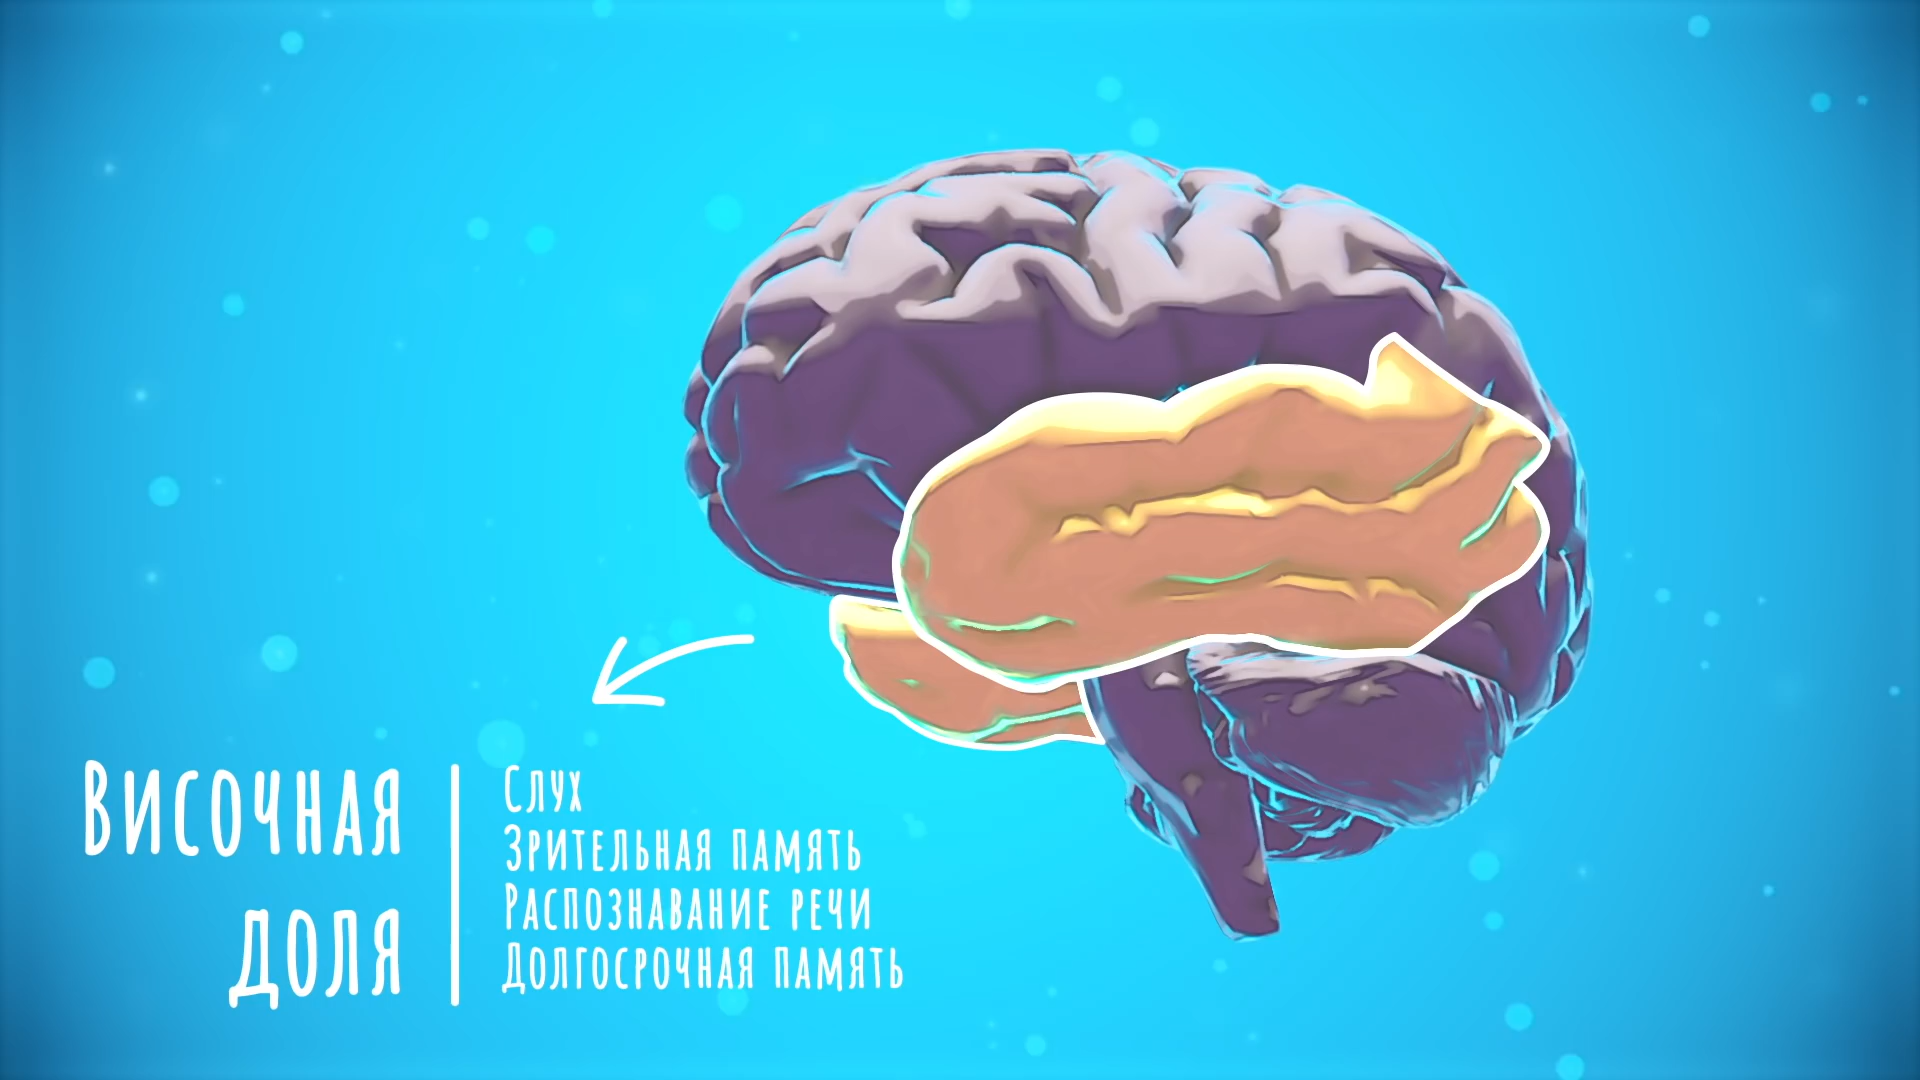 Височная
доля
Слух
Зрительная память
Распознавание речи
Долгосрочная память